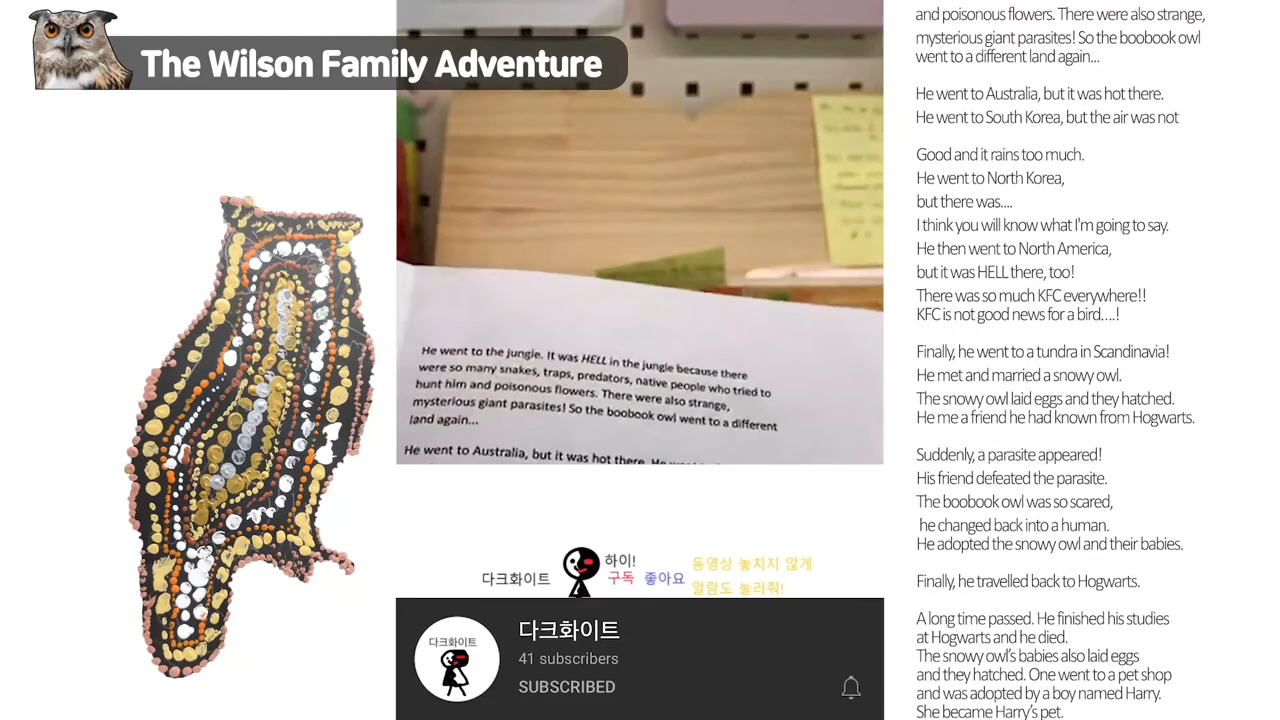 The Wilson Family Adventure
He went to the jungle. It was HELL in the jungle because there
were so many snakes, traps, predators, native people who tried to
hunt him and poisonous flowers. There were also strange,
mysterious giant parasites! So the boobook owl went to a different
land again...
He went to Australia, but it was hot there.
다크화이트
하이!
구독 좋아요
동영상 놓치지 않게
알람도 눌러줘!
다크화이트
다크화이트
41 subscribers
SUBSCRIBED
and poisonous flowers. There were also strange,
mysterious giant parasites! So the boobook owl
went to a different land again...
He went to Australia, but it was hot there.
He went to South Korea, but the air was not
Good and it rains too much.
He went to North Korea,
but there was....
I think you will know what I'm going to say.
He then went to North America,
but it was HELL there, too!
There was so much KFC everywhere!!
KFC is not good news for a bird....!
Finally, he went to a tundra in Scandinavia!
He met and married a snowy owl.
The snowy owl laid eggs and they hatched.
He me a friend he had known from Hogwarts.
Suddenly, a parasite appeared!
His friend defeated the parasite.
The boobook owl was so scared,
he changed back into a human.
He adopted the snowy owl and their babies.
Finally, he travelled back to Hogwarts.
A long time passed. He finished his studies
at Hogwarts and he died.
The snowy owl's babies also laid eggs
and they hatched. One went to a pet shop
and was adopted by a boy named Harry.
She became Harry's pet.